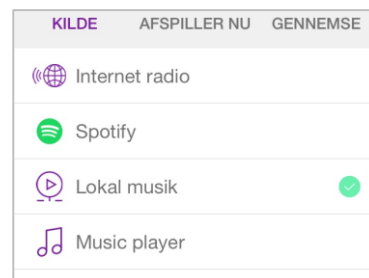 KILDE AFSPILLER NU GENNEMSE
Internet radio
Spotify
Lokal musik
Music player